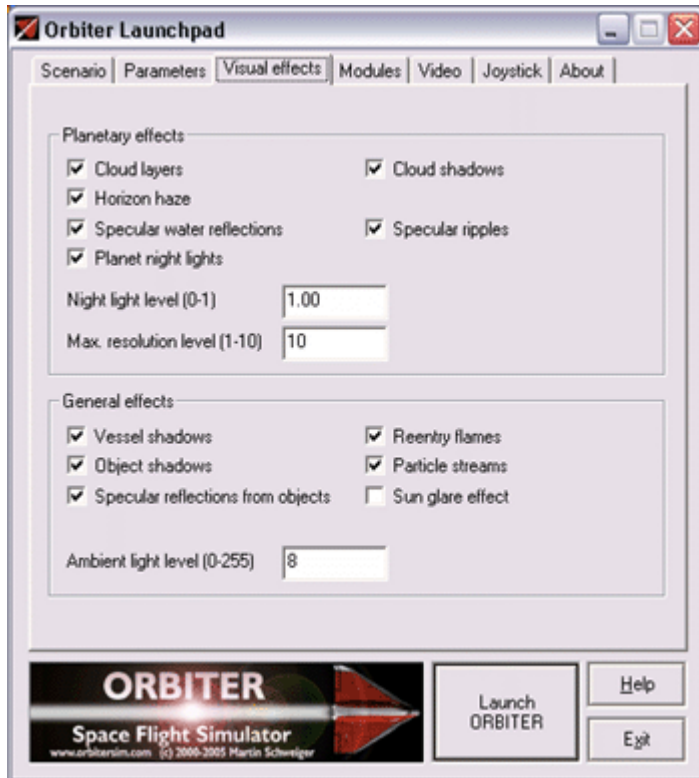 Orbiter Launchpad
Scenario Parameters Visual effects Modules Video Joystick About
Planetary effects
Cloud layers Cloud shadows
Horizon haze
Specular water reflections Specular ripples
Planet night lights
Night light level (0-1) 1.00
Max. resolution level (1-10) 10
General effects
Vessel shadows Reentry flames
Object shadows Particle streams
Specular reflections from objects Sun glare effect
Ambient light level (0-255) 8
ORBITER
Space Flight Simulator
www.orbitersim.com (c) 2000-2005 Martin Schweiger
Launch
ORBITER
Help
Exit